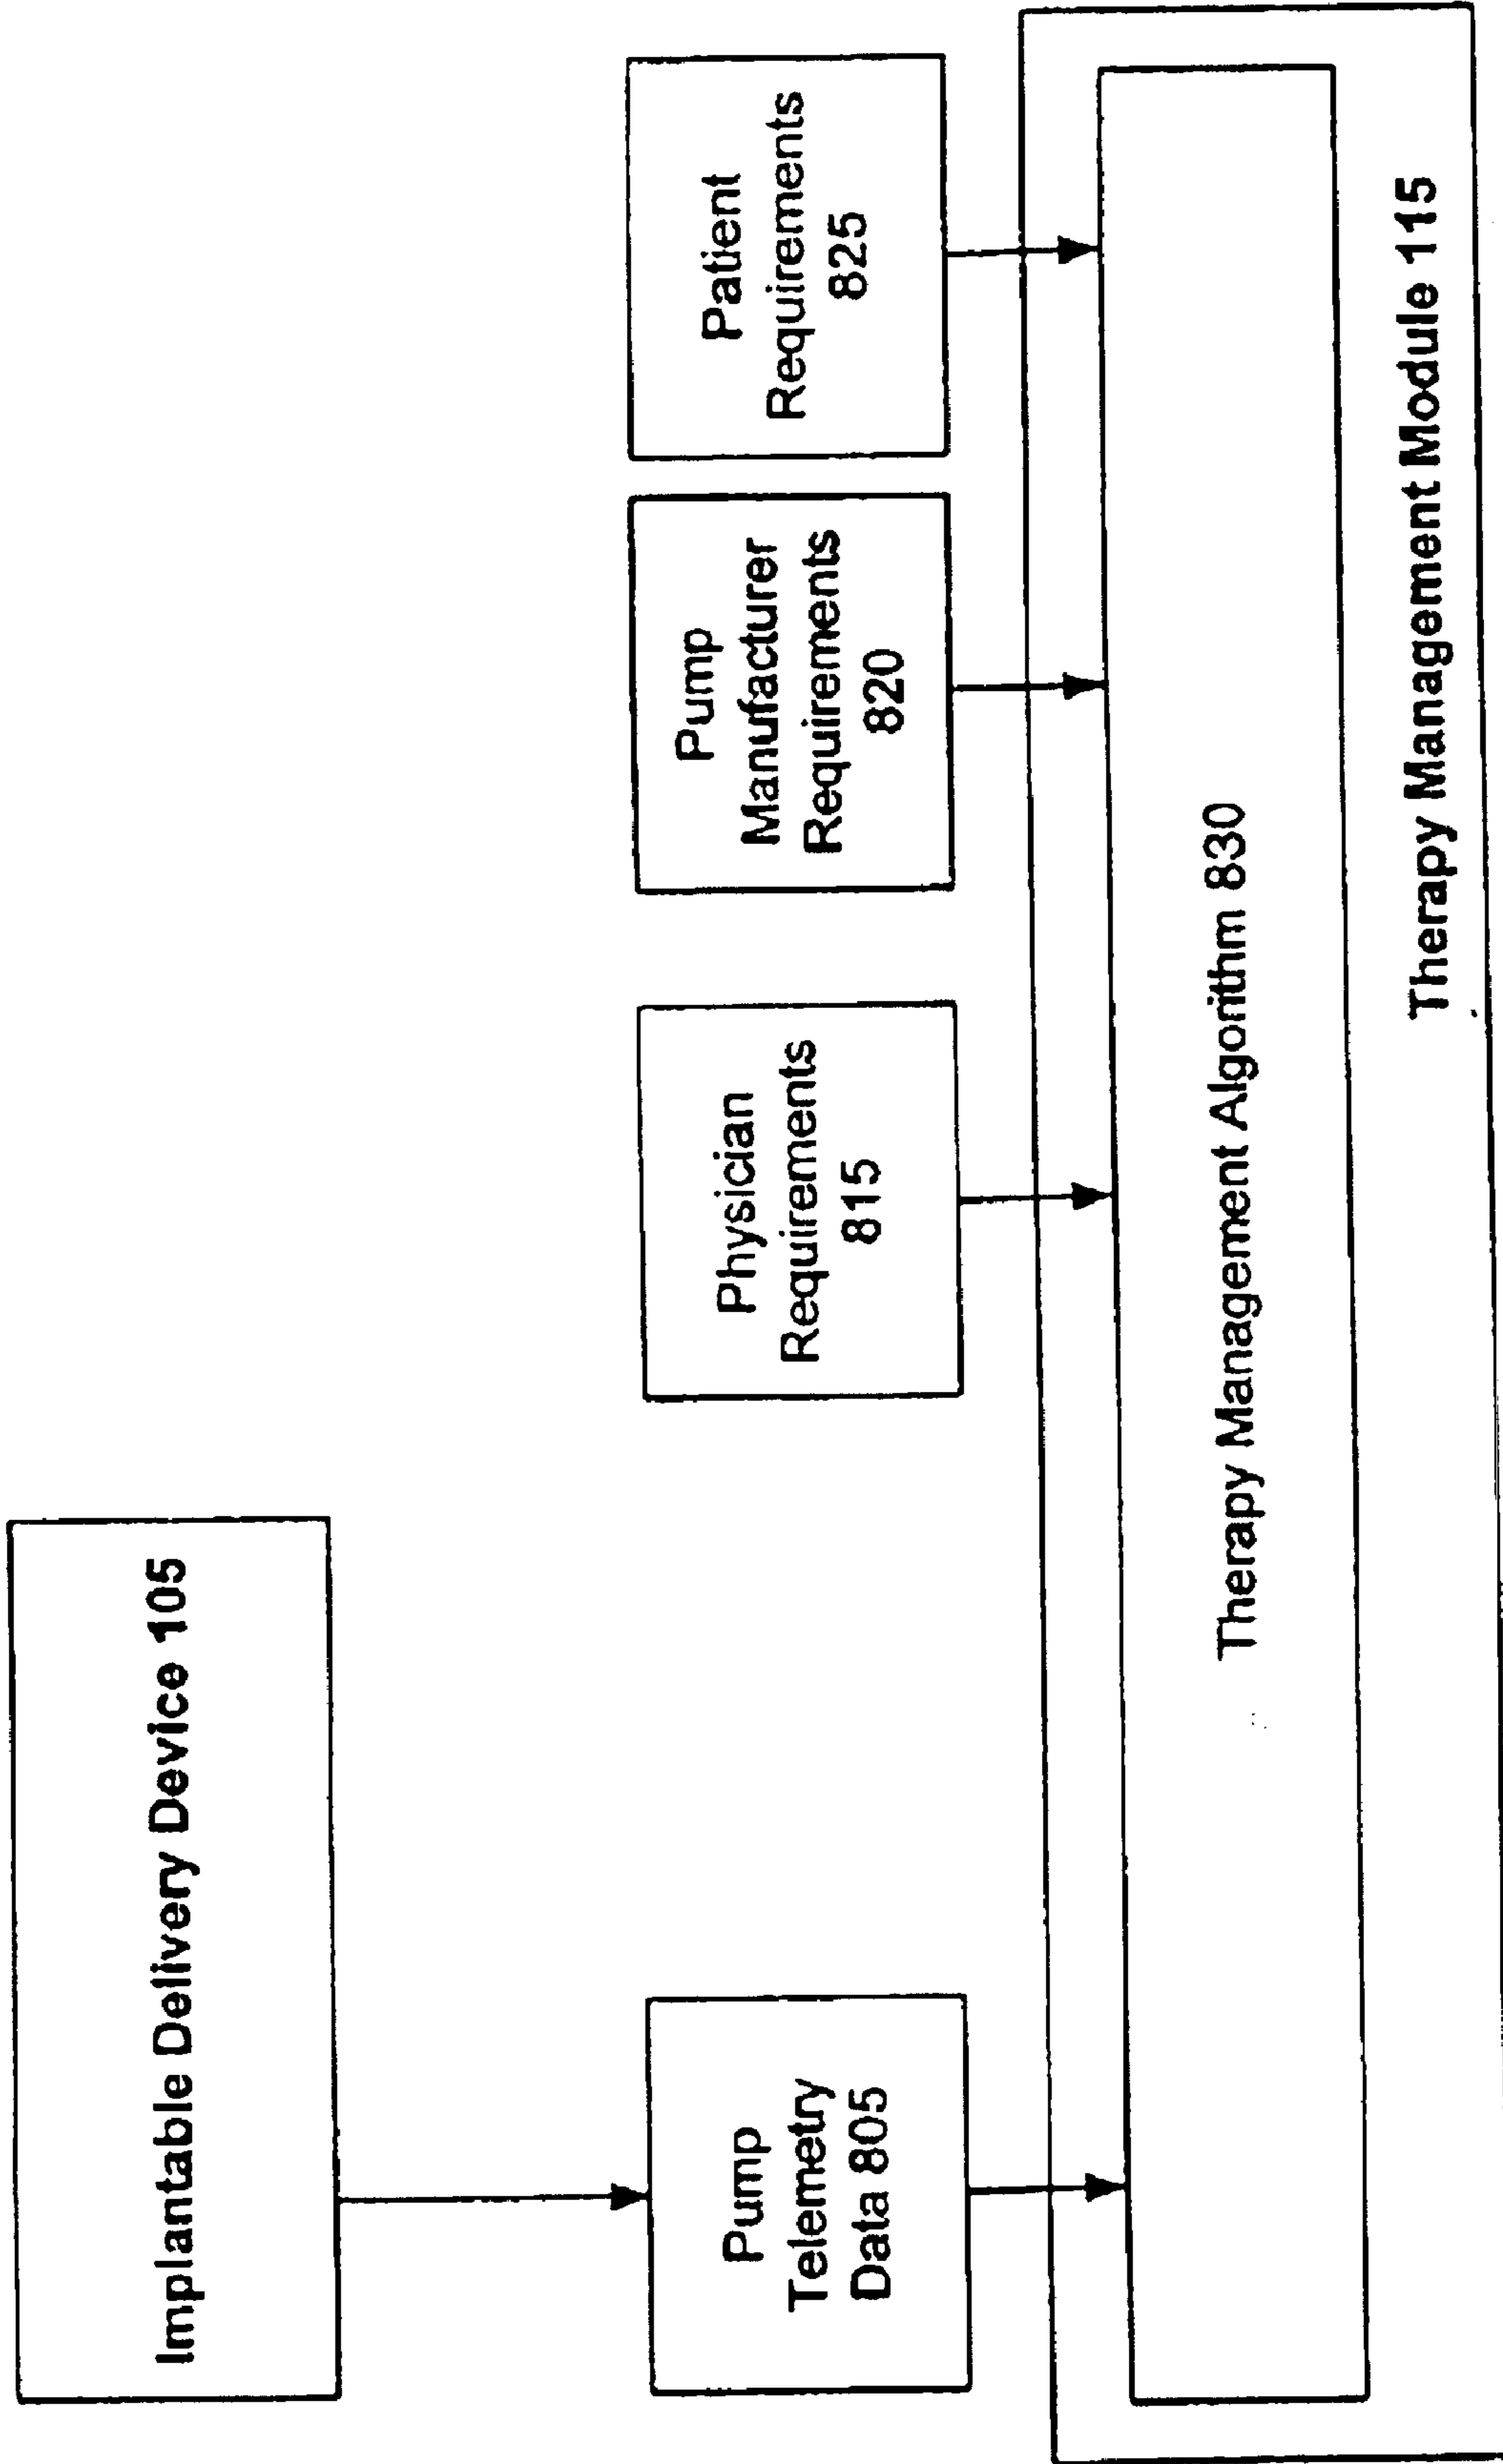 Implantable Delivery Device 105
Pump
Telemetry
Data 805
Physician
Requirements
815
Pump
Manufacturer
Requirements
820
Patient
Requirements
825
Therapy Management Algorithm 830
Therapy Management Module 115